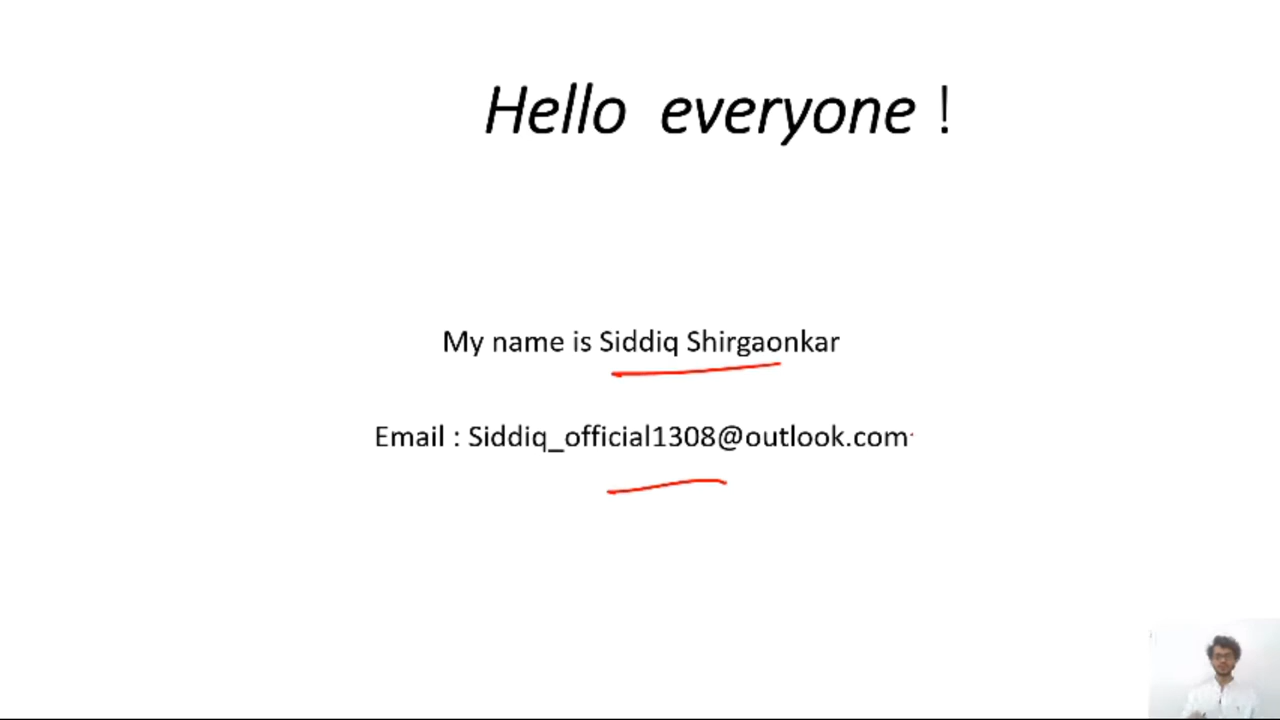 Hello everyone !
My name is Siddiq Shirgaonkar
Email : Siddiq_official1308@outlook.com